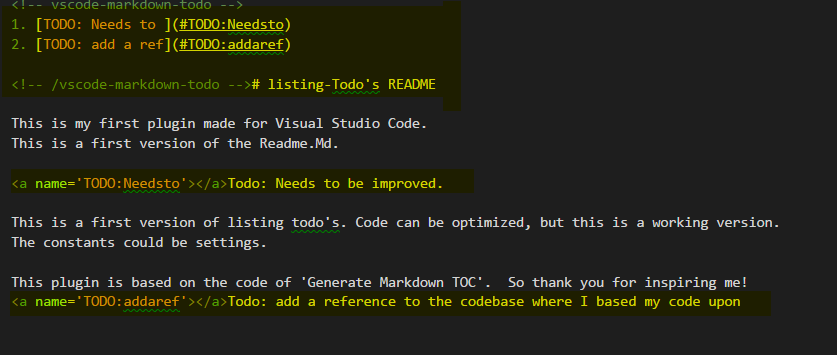 <!-- vscode-markdown-todo -->
1. [TODO: Needs to ](#TODO:Needsto)
2. [TODO: add a ref](#TODO:addaref)
<!-- /vscode-markdown-todo --># listing-Todo's README
This is my first plugin made for Visual Studio Code.
This is a first version of the Readme.Md.
<a name='TODO:Needsto'></a>Todo: Needs to be improved.
This is a first version of listing todo's. Code can be optimized, but this is a working version.
The constants could be settings.
This plugin is based on the code of 'Generate Markdown TOC'.  So thank you for inspiring me!
<a name='TODO:addaref'></a>Todo: add a reference to the codebase where I based my code upon